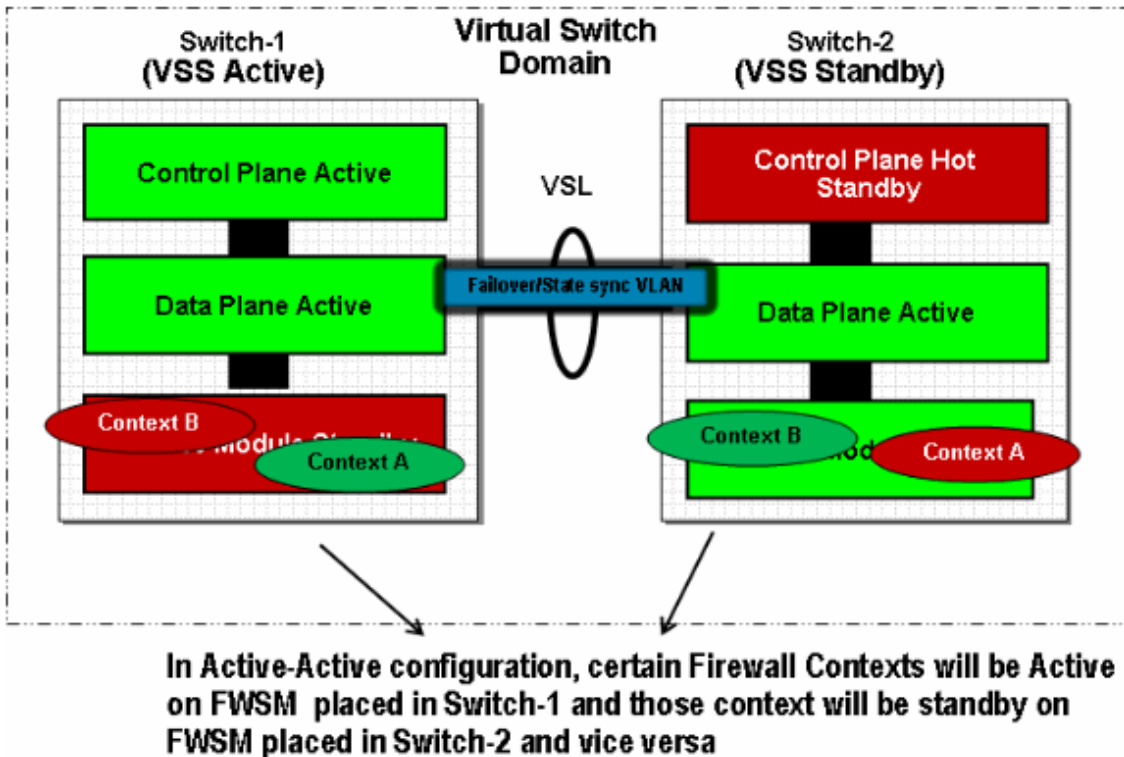 Switch-1
(VSS Active)
Virtual Switch
Domain
Switch-2
(VSS Standby)
Control Plane Active
Control Plane Hot
Standby
VSL
Data Plane Active
Failover/State sync VLAN
Data Plane Active
Context B
Module
Context A
Context B
Context A
In Active-Active configuration, certain Firewall Contexts will be Active
on FWSM placed in Switch-1 and those context will be standby on
FWSM placed in Switch-2 and vice versa